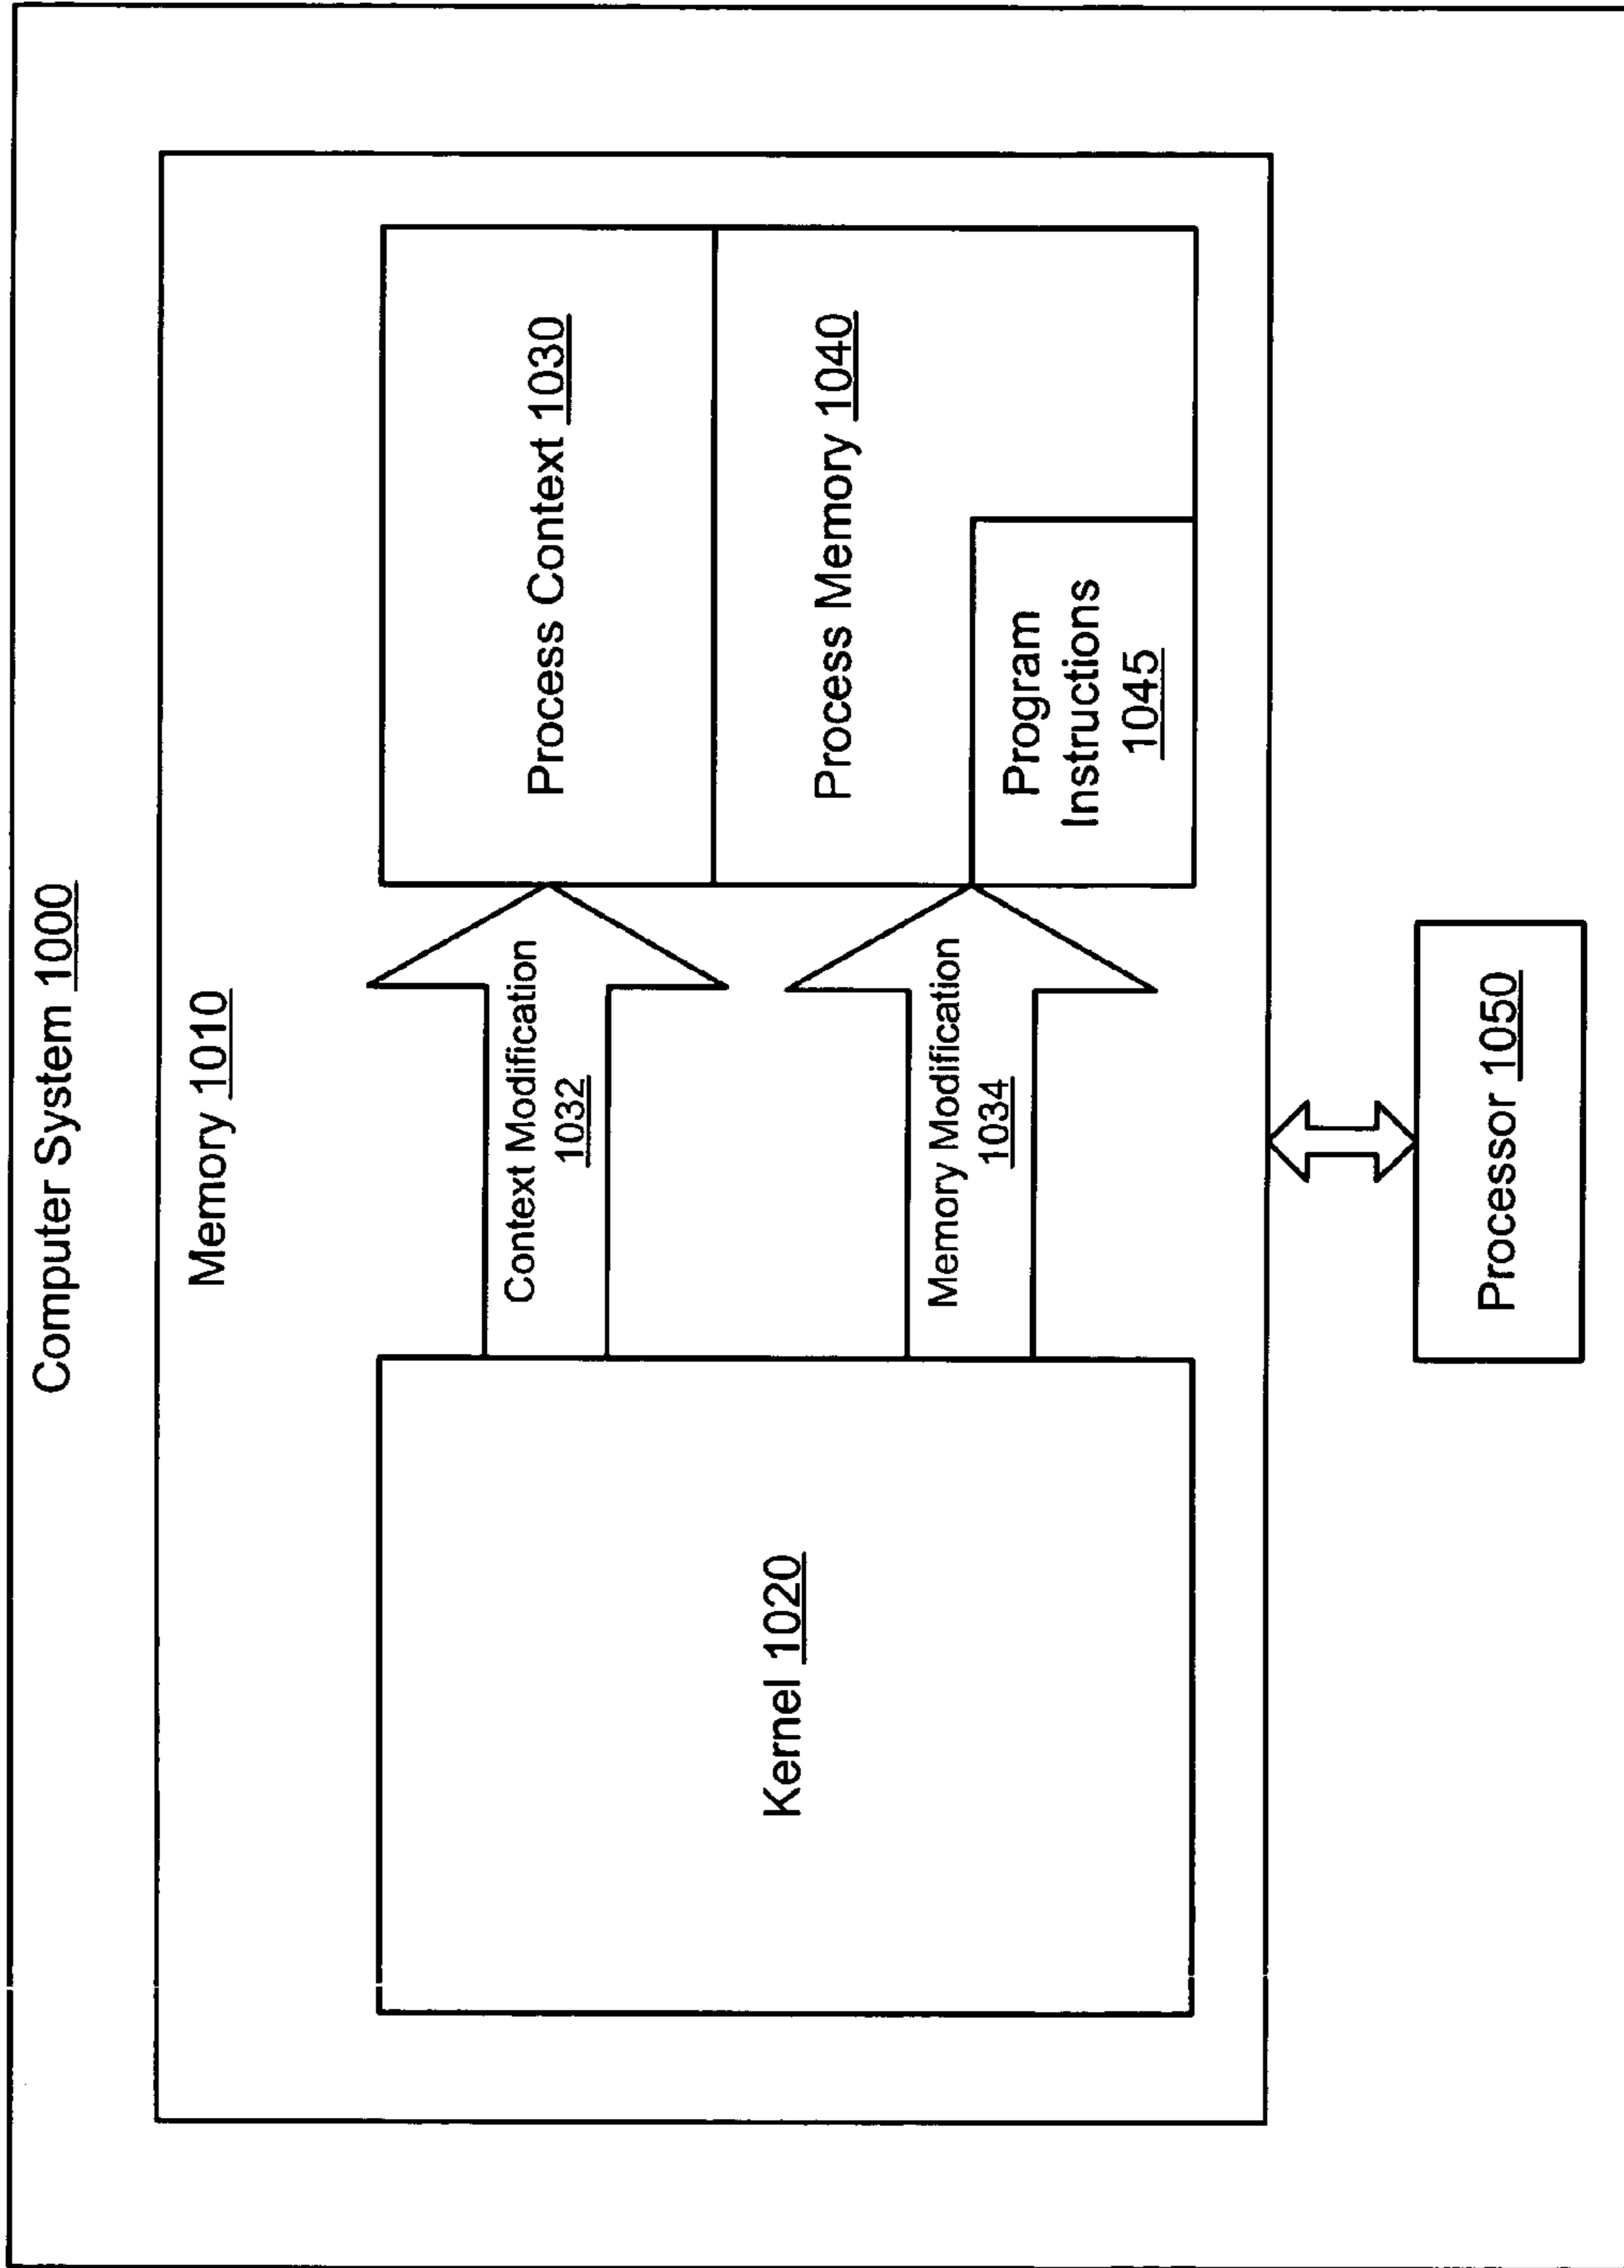 Computer System 1000
Memory 1010
Kernel 1020
Context Modification
1032
Memory Modification
1034
Process Context 1030
Process Memory 1040
Program
Instructions
1045
Processor 1050